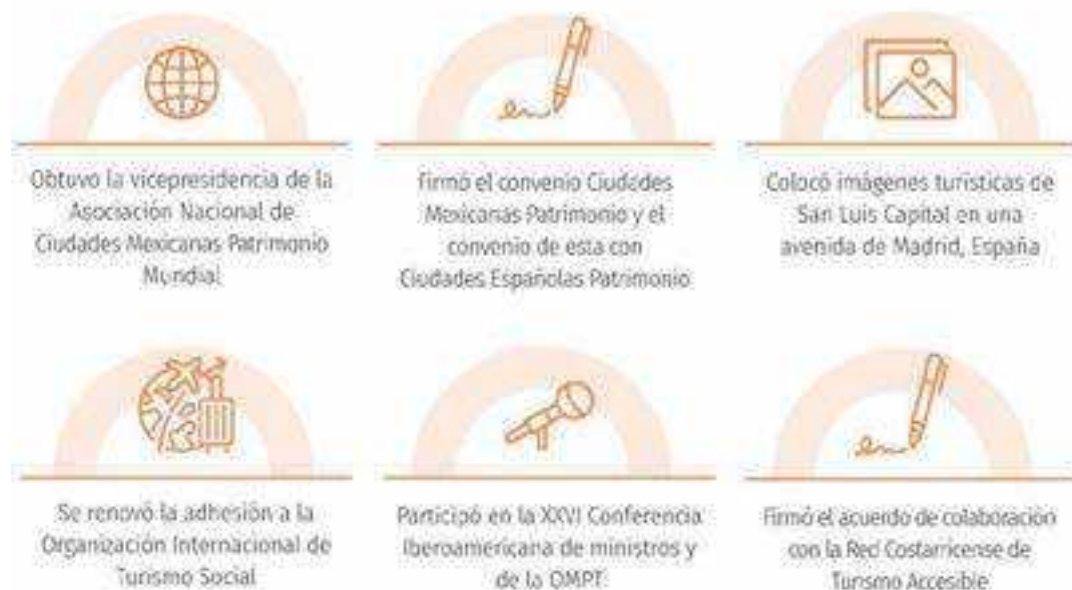 Obtuvo la vicepresidencia de la
Asociación Nacional de
Ciudades Mexicanas Patrimonio
Mundial
Firmó el convenio Ciudades
Mexicanas Patrimonio y el
convenio de esta con
Ciudades Españolas Patrimonio
Colocó imágenes turísticas de
San Luis Capital en una
avenida de Madrid, España
Se renovó la adhesión a la
Organización Internacional de
Turismo Social
Participó en la XXVI Conferencia
Iberoamericana de ministros y
de la OMPT
Firmó el acuerdo de colaboración
con la Red Costarricense de
Turismo Accesible